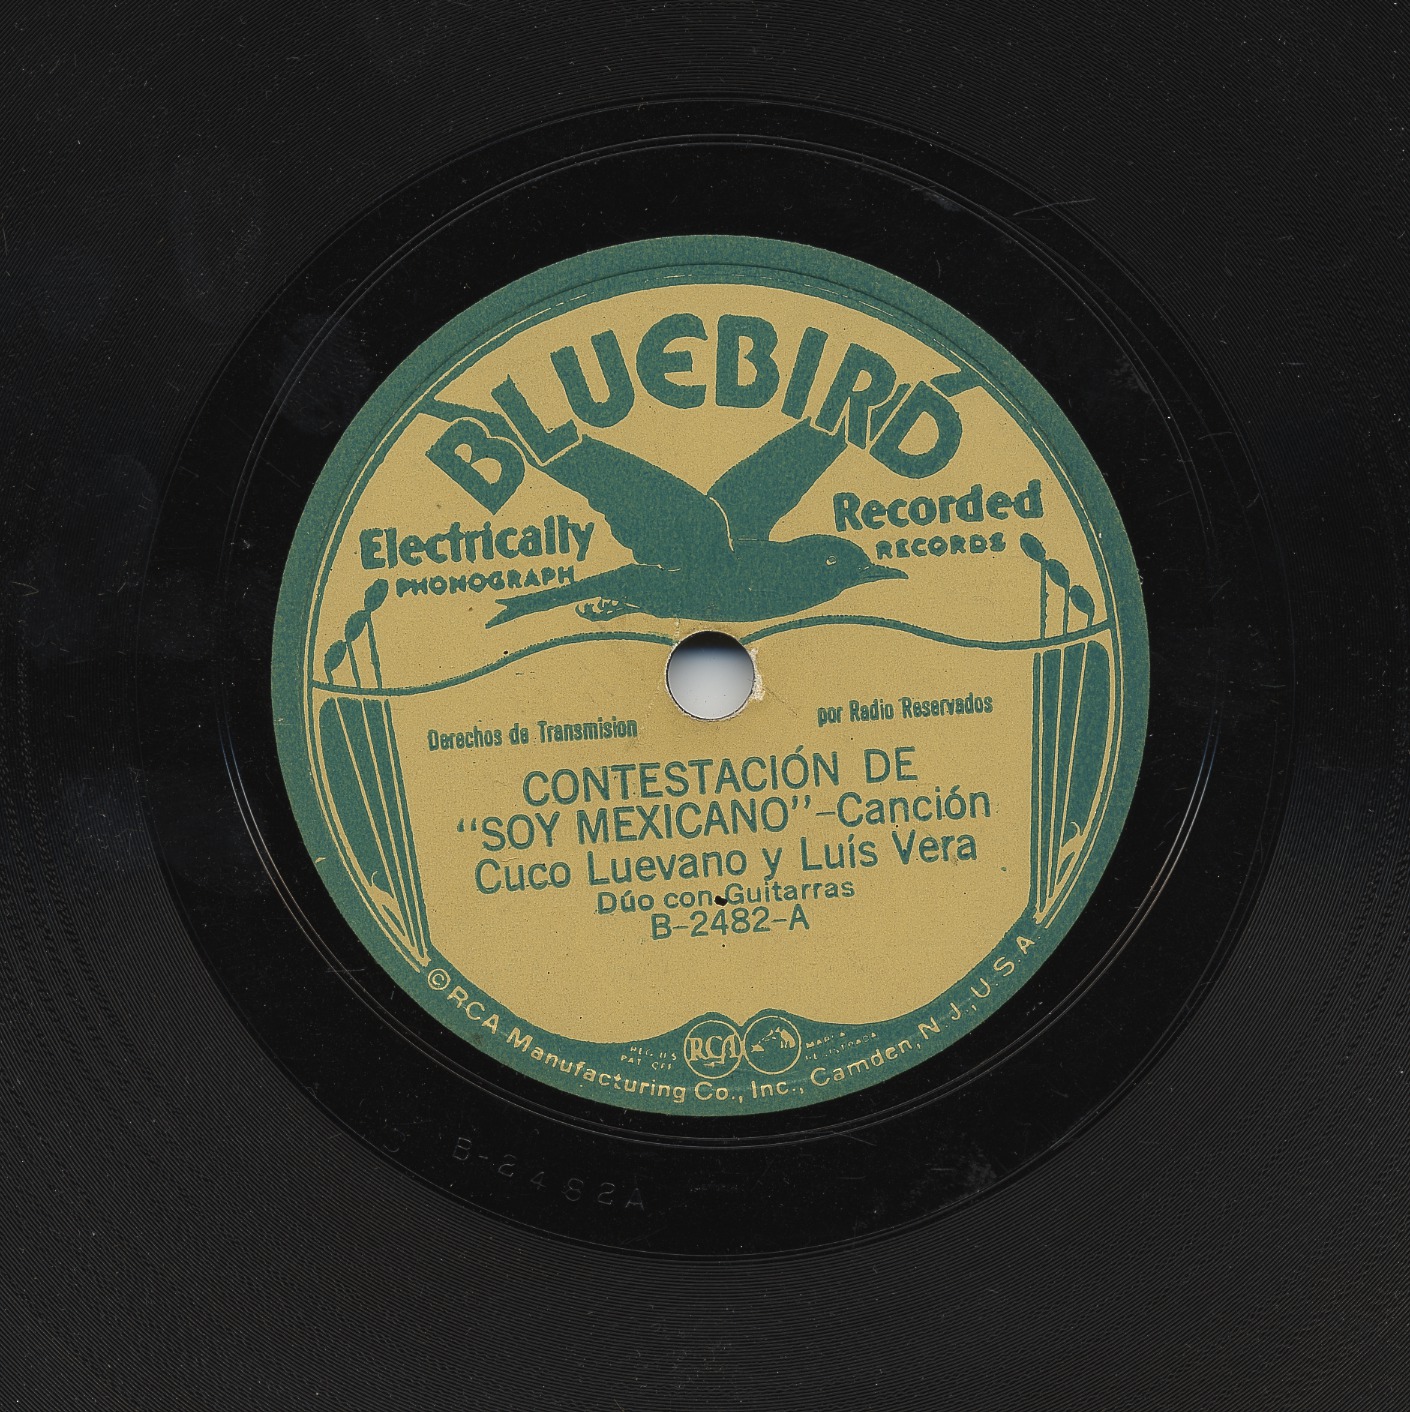 BLUEBIRD
Electrically Recorded
PHONOGRAPH RECORDS
Derechos de Transmision por Radio Reservados
CONTESTACIÓN DE
“SOY MEXICANO”–Canción
Cuco Luevano y Luís Vera
Dúo con Guitarras
B–2482–A
RCA
©RCA Manufacturing Co., Inc., Camden, N.J., U.S.A.
B-2482A